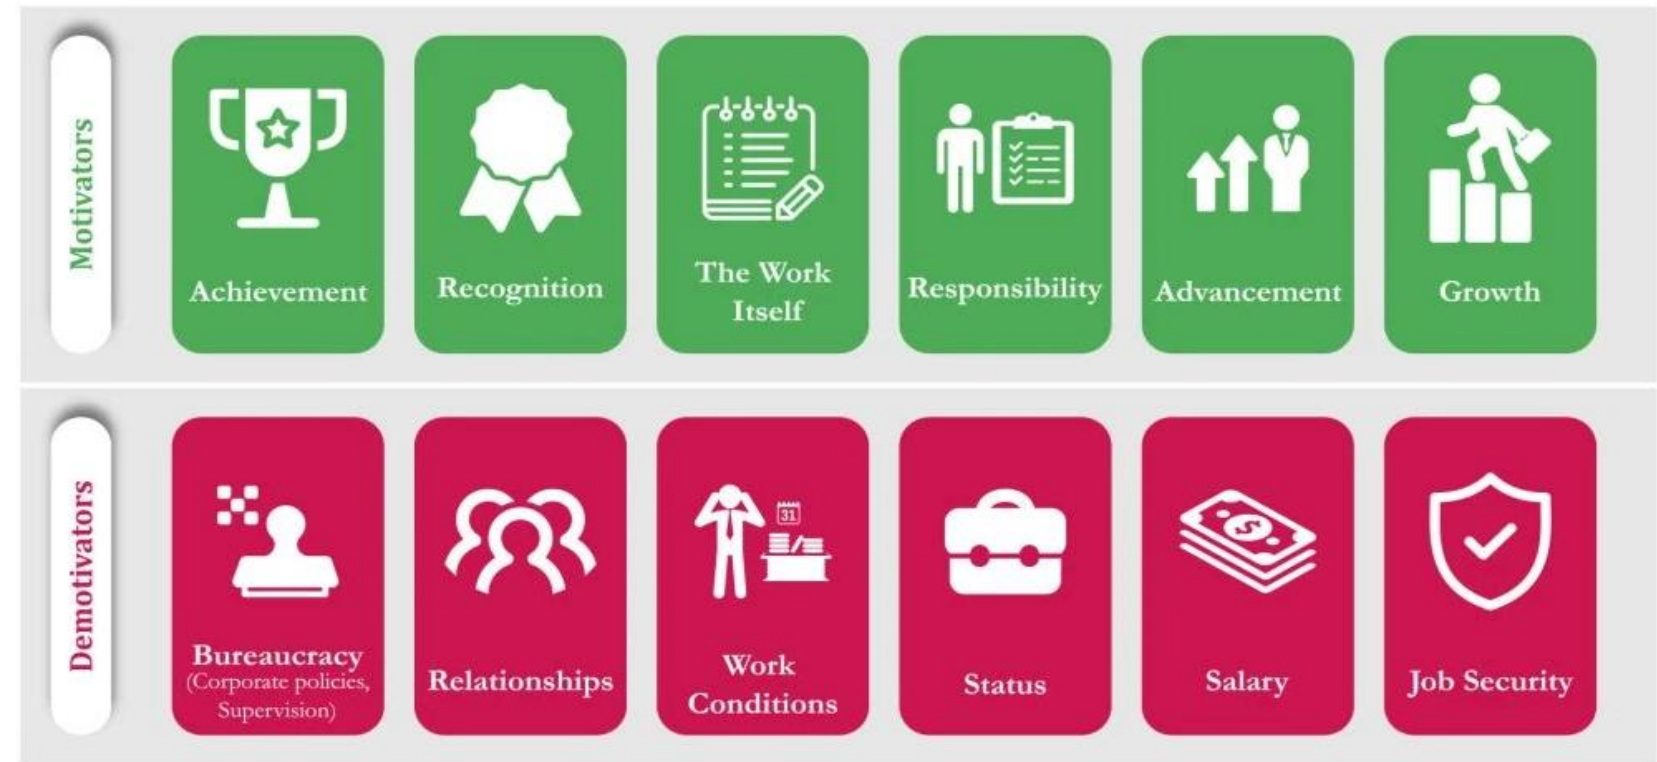 Motivators
Achievement
Recognition
The Work
Itself
Responsibility
Advancement
Growth
Demotivators
Bureaucracy
(Corporate policies,
Supervision)
Relationships
31
Work
Conditions
Status
$
Salary
Job Security